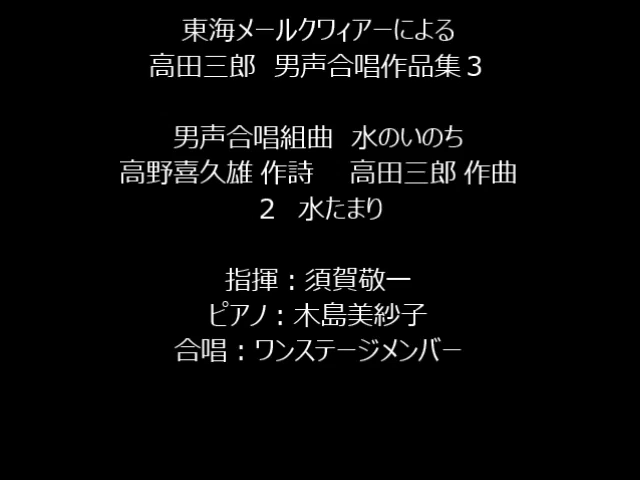 東海メールクワィアーによる
高田三郎　男声合唱作品集３
男声合唱組曲　水のいのち
高野喜久雄 作詩　 高田三郎 作曲
２　水たまり
指揮：須賀敬一
ピアノ：木島美紗子
合唱：ワンステージメンバー